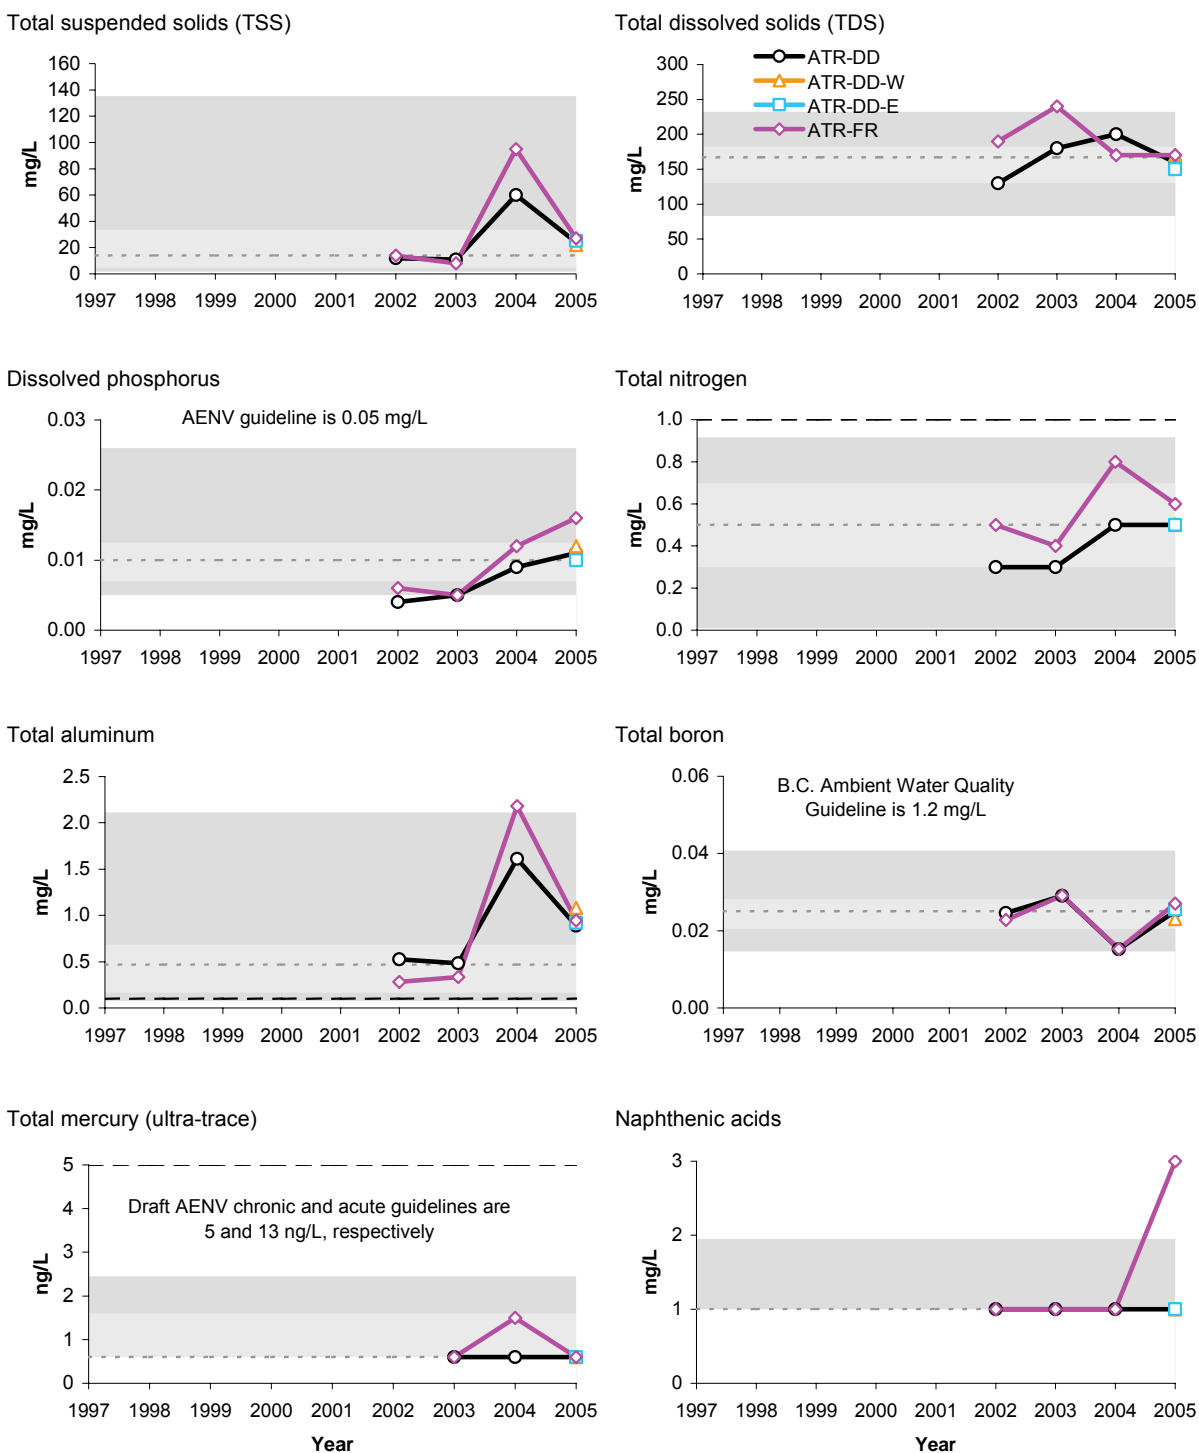 Total suspended solids (TSS)
160
140
120
100
80
60
40
20
0
mg/L
1997 1998 1999 2000 2001 2002 2003 2004 2005
Total dissolved solids (TDS)
300
250
200
150
100
50
0
mg/L
ATR-DD
ATR-DD-W
ATR-DD-E
ATR-FR
1997 1998 1999 2000 2001 2002 2003 2004 2005
Dissolved phosphorus
AENV guideline is 0.05 mg/L
0.03
0.02
0.01
0.00
mg/L
1997 1998 1999 2000 2001 2002 2003 2004 2005
Total nitrogen
1.0
0.8
0.6
0.4
0.2
0.0
mg/L
1997 1998 1999 2000 2001 2002 2003 2004 2005
Total aluminum
2.5
2.0
1.5
1.0
0.5
0.0
mg/L
1997 1998 1999 2000 2001 2002 2003 2004 2005
Total boron
B.C. Ambient Water Quality
Guideline is 1.2 mg/L
0.06
0.04
0.02
0.00
mg/L
1997 1998 1999 2000 2001 2002 2003 2004 2005
Total mercury (ultra-trace)
Draft AENV chronic and acute guidelines are
5 and 13 ng/L, respectively
5
4
3
2
1
0
ng/L
1997 1998 1999 2000 2001 2002 2003 2004 2005
Year
Naphthenic acids
3
2
1
0
mg/L
1997 1998 1999 2000 2001 2002 2003 2004 2005
Year